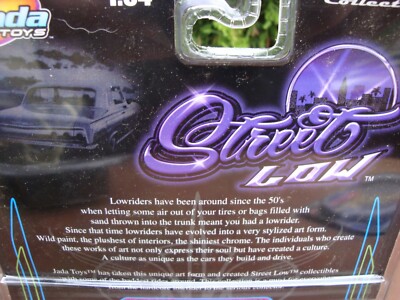 Jada
TOYS
1:64
Collect
Street
LOW™
Lowriders have been around since the 50's
when letting some air out of your tires or bags filled with
sand thrown into the trunk meant you had a lowrider.
Since that time lowriders have evolved into a very stylized art form.
Wild paint, the plushest of interiors, the shiniest chrome. The individuals who create
these works of art not only express their soul but have created a culture.
A culture as unique as the cars they build and drive.
Jada Toys™ has taken this unique art form and created Street Low™ collectibles